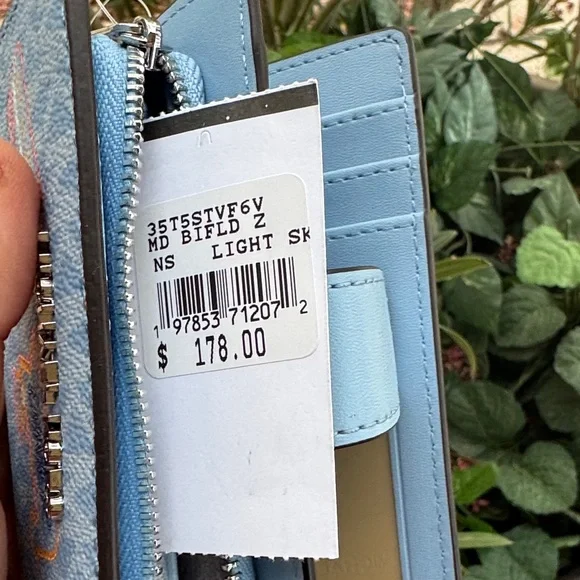 35T5STVF6V
MD BIFLD Z
NS LIGHT SK
1 97853 71207 2
$ 178.00